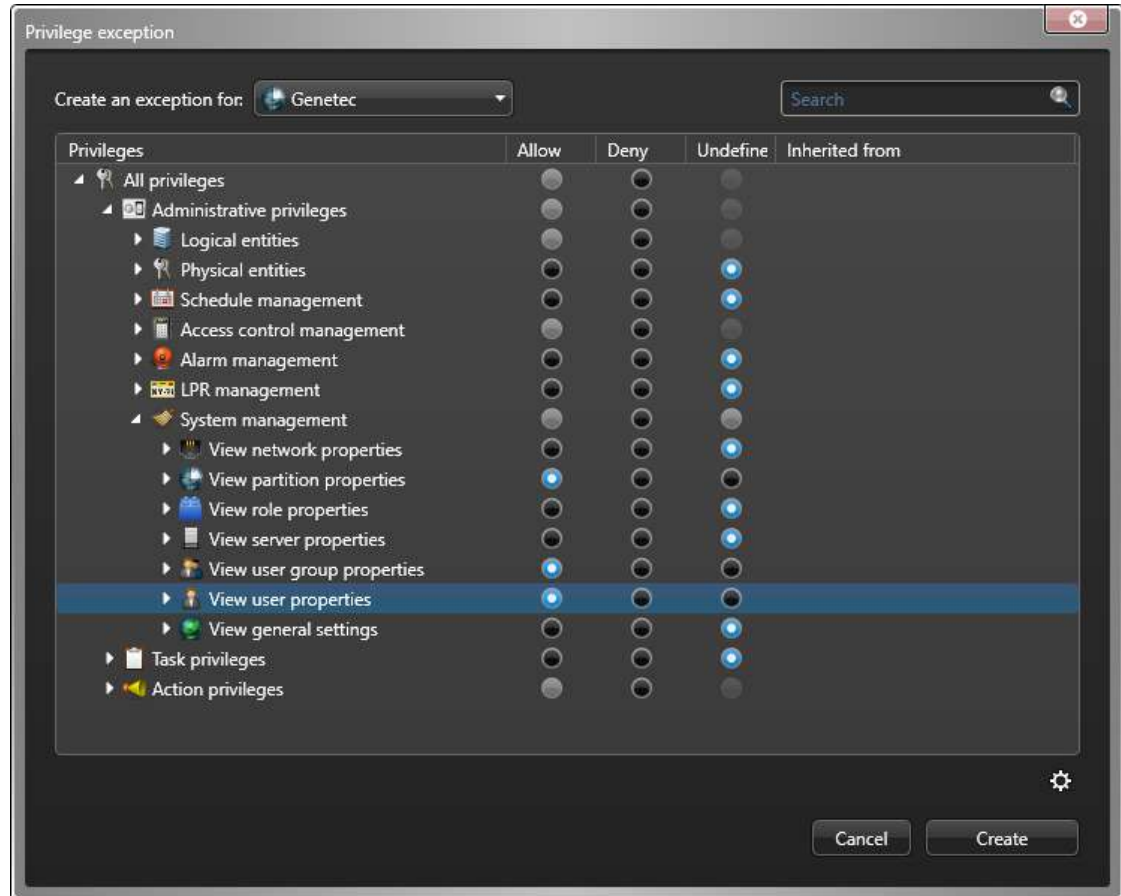 Privilege exception
Create an exception for: Genetec Search
Privileges Allow Deny Undefine Inherited from
All privileges
Administrative privileges
Logical entities
Physical entities
Schedule management
Access control management
Alarm management
LPR management
System management
View network properties
View partition properties
View role properties
View server properties
View user group properties
View user properties
View general settings
Task privileges
Action privileges
Cancel Create